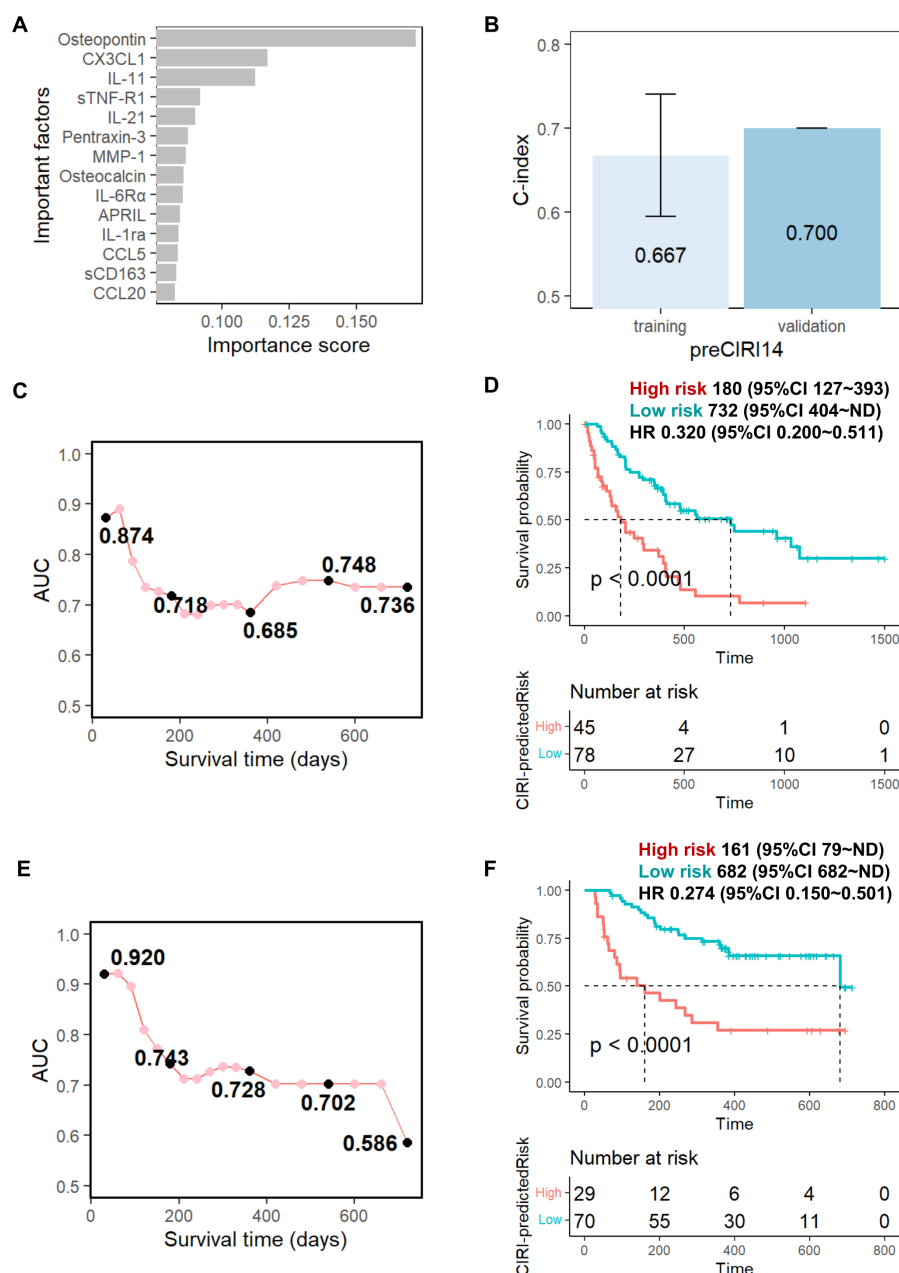 A
Osteopontin
CX3CL1
IL-11
sTNF-R1
IL-21
Pentraxin-3
MMP-1
Osteocalcin
IL-6Rα
APRIL
IL-1ra
CCL5
sCD163
CCL20
Important factors
0.100 0.125 0.150
Importance score
B
0.8
0.7
0.6
0.5
C-index
0.667
0.700
training validation
preCIRI14
C
1.0
0.9
0.8
0.7
0.6
0.5
AUC
0.874
0.718
0.685
0.748
0.736
0 200 400 600
Survival time (days)
D
High risk 180 (95%CI 127~393)
Low risk 732 (95%CI 404~ND)
HR 0.320 (95%CI 0.200~0.511)
1.00
0.75
0.50
0.25
0.00
Survival probability
p < 0.0001
0 500 1000 1500
Time
Number at risk
CIRI-predictedRisk
High 45 4 1 0
Low 78 27 10 1
0 500 1000 1500
Time
E
1.0
0.9
0.8
0.7
0.6
0.5
AUC
0.920
0.743
0.728
0.702
0.586
0 200 400 600
Survival time (days)
F
High risk 161 (95%CI 79~ND)
Low risk 682 (95%CI 682~ND)
HR 0.274 (95%CI 0.150~0.501)
1.00
0.75
0.50
0.25
0.00
Survival probability
p < 0.0001
0 200 400 600 800
Time
Number at risk
CIRI-predictedRisk
High 29 12 6 4 0
Low 70 55 30 11 0
0 200 400 600 800
Time